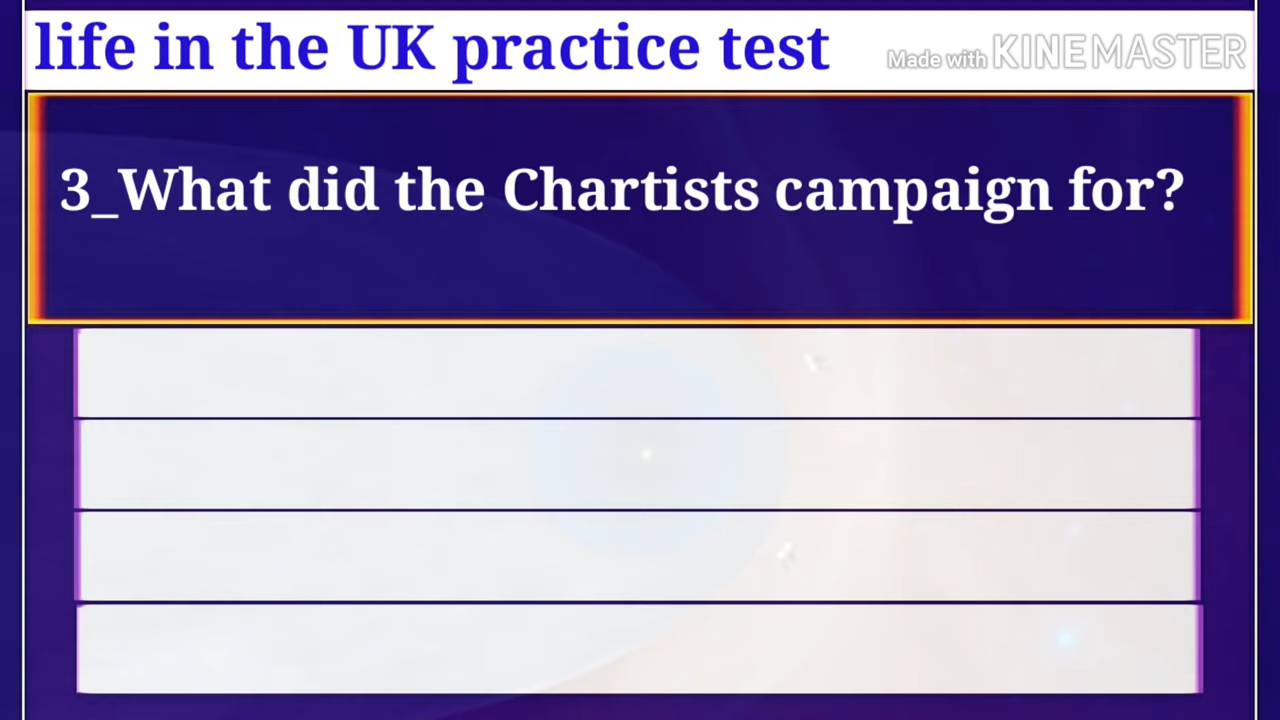 life in the UK practice test
Made with KINEMASTER
3_What did the Chartists campaign for?